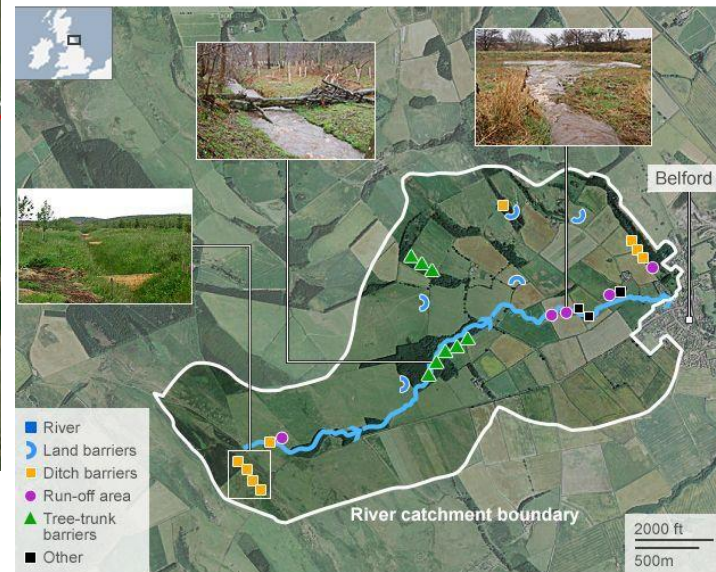 Belford
River
Land barriers
Ditch barriers
Run-off area
Tree-trunk
barriers
Other
River catchment boundary
2000 ft
500m